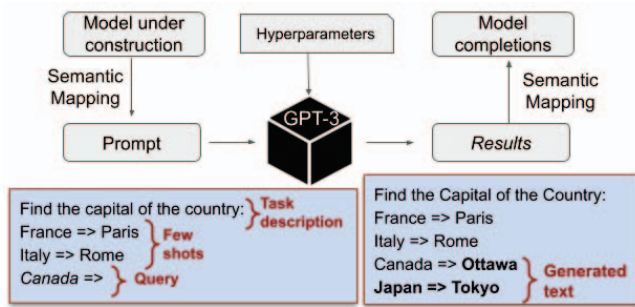 Model under
construction
Hyperparameters
Model
completions
Semantic
Mapping
GPT-3
Semantic
Mapping
Prompt
Results
Find the capital of the country:
France => Paris
Italy => Rome
Canada =>
Task
description
Few
shots
Query
Find the Capital of the Country:
France => Paris
Italy => Rome
Canada => Ottawa
Japan => Tokyo
Generated
text